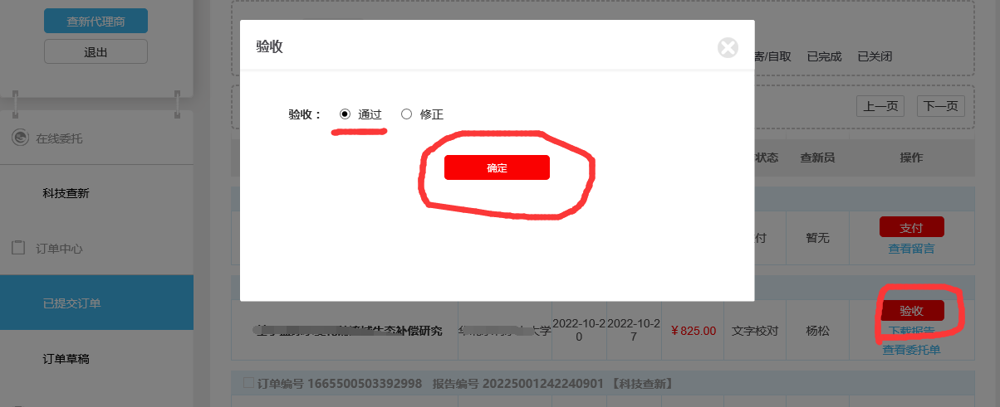 查新代理商
退出
在线委托
科技查新
订单中心
已提交订单
订单草稿
验收
验收： 通过 修正
确定
寄/自取 已完成 已关闭
上一页 下一页
状态 查新员 操作
付 暂无 支付
查看留言
生态补偿研究 大学 2022-10-20 2022-10-27 ￥825.00 文字校对 杨松 验收
下载报告
查看委托单
订单编号 1665500503392998 报告编号 20225001242240901 【科技查新】